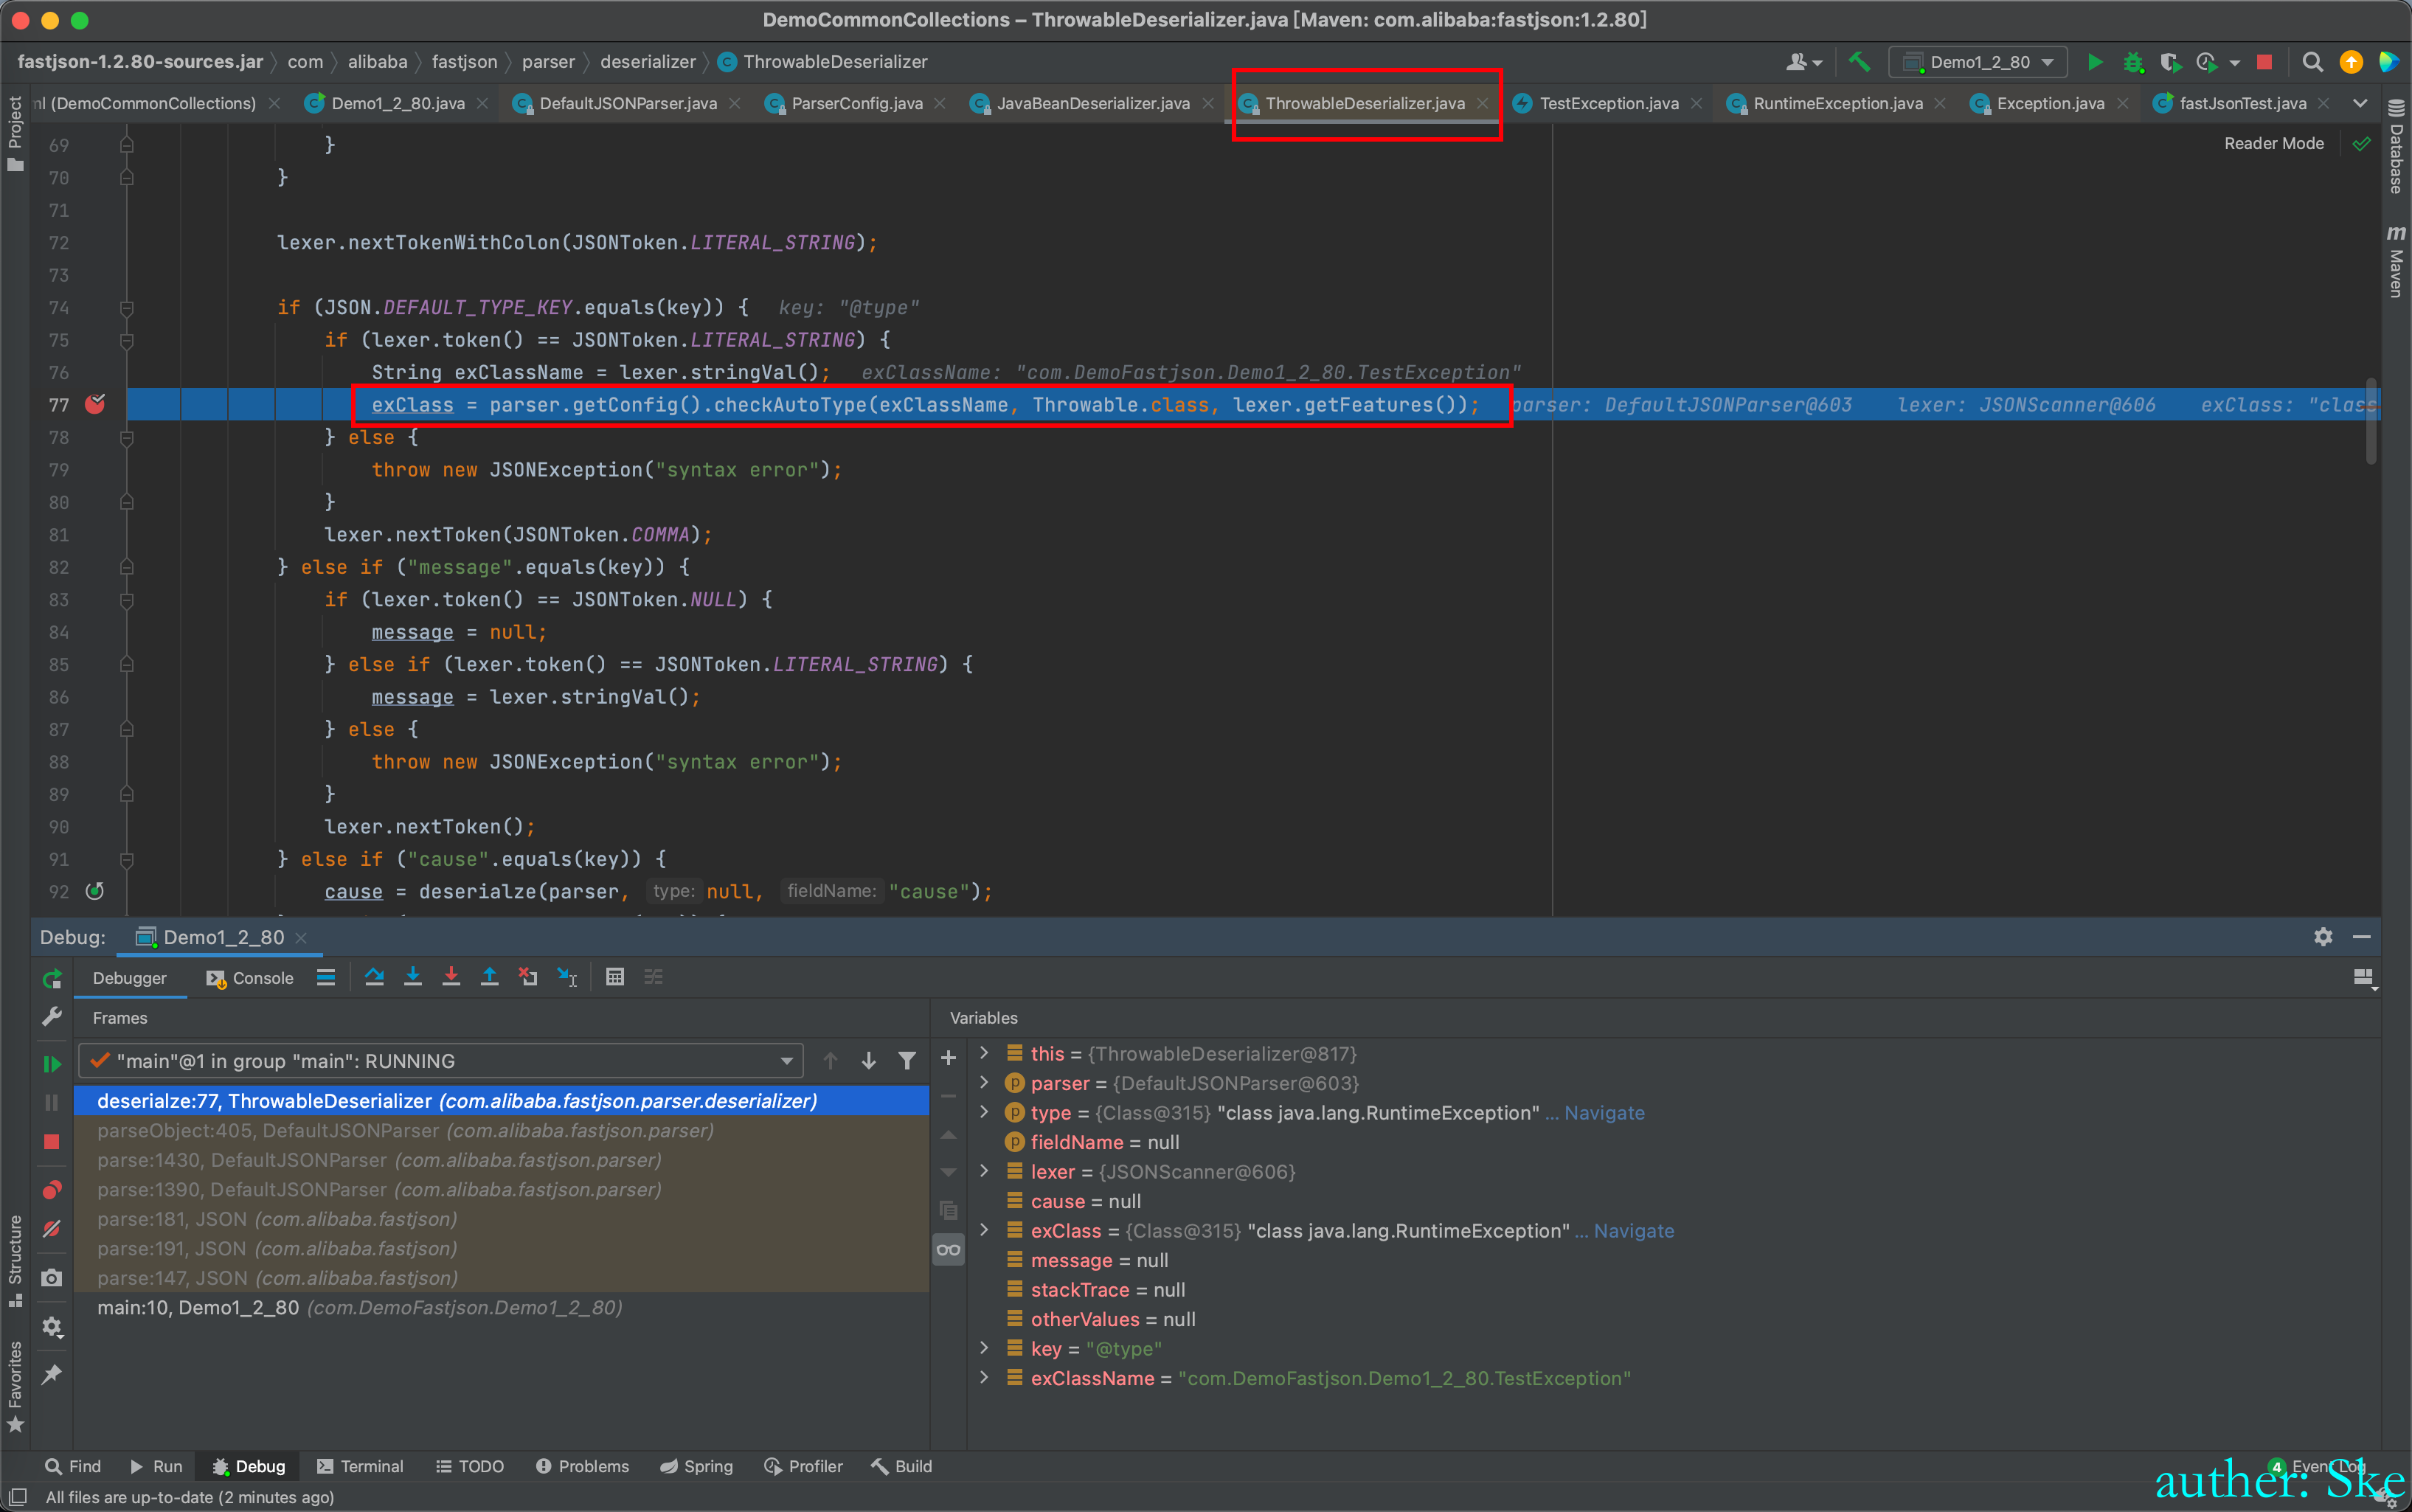 DemoCommonCollections – ThrowableDeserializer.java [Maven: com.alibaba:fastjson:1.2.80]
fastjson-1.2.80-sources.jar com alibaba fastjson parser deserializer ThrowableDeserializer Demo1_2_80
nl (DemoCommonCollections) Demo1_2_80.java DefaultJSONParser.java ParserConfig.java JavaBeanDeserializer.java ThrowableDeserializer.java TestException.java RuntimeException.java Exception.java fastJsonTest.java
Project
Database
Maven
Reader Mode
69 }
70 }
71
72 lexer.nextTokenWithColon(JSONToken.LITERAL_STRING);
73
74 if (JSON.DEFAULT_TYPE_KEY.equals(key)) { key: "@type"
75 if (lexer.token() == JSONToken.LITERAL_STRING) {
76 String exClassName = lexer.stringVal(); exClassName: "com.DemoFastjson.Demo1_2_80.TestException"
77 exClass = parser.getConfig().checkAutoType(exClassName, Throwable.class, lexer.getFeatures()); parser: DefaultJSONParser@603 lexer: JSONScanner@606 exClass: "class
78 } else {
79 throw new JSONException("syntax error");
80 }
81 lexer.nextToken(JSONToken.COMMA);
82 } else if ("message".equals(key)) {
83 if (lexer.token() == JSONToken.NULL) {
84 message = null;
85 } else if (lexer.token() == JSONToken.LITERAL_STRING) {
86 message = lexer.stringVal();
87 } else {
88 throw new JSONException("syntax error");
89 }
90 lexer.nextToken();
91 } else if ("cause".equals(key)) {
92 cause = deserialze(parser, type: null, fieldName: "cause");
Debug: Demo1_2_80
Debugger Console
Frames
"main"@1 in group "main": RUNNING
deserialze:77, ThrowableDeserializer (com.alibaba.fastjson.parser.deserializer)
parseObject:405, DefaultJSONParser (com.alibaba.fastjson.parser)
parse:1430, DefaultJSONParser (com.alibaba.fastjson.parser)
parse:1390, DefaultJSONParser (com.alibaba.fastjson.parser)
parse:181, JSON (com.alibaba.fastjson)
parse:191, JSON (com.alibaba.fastjson)
parse:147, JSON (com.alibaba.fastjson)
main:10, Demo1_2_80 (com.DemoFastjson.Demo1_2_80)
Variables
this = {ThrowableDeserializer@817}
parser = {DefaultJSONParser@603}
type = {Class@315} "class java.lang.RuntimeException" ... Navigate
fieldName = null
lexer = {JSONScanner@606}
cause = null
exClass = {Class@315} "class java.lang.RuntimeException" ... Navigate
message = null
stackTrace = null
otherValues = null
key = "@type"
exClassName = "com.DemoFastjson.Demo1_2_80.TestException"
Structure
Favorites
Find Run Debug Terminal TODO Problems Spring Profiler Build 4 Event Log
All files are up-to-date (2 minutes ago)
auther: Ske